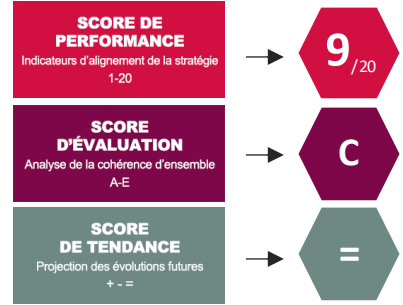 SCORE DE
PERFORMANCE
Indicateurs d'alignement de la stratégie
1-20
9/20
SCORE
D'ÉVALUATION
Analyse de la cohérence d'ensemble
A-E
C
SCORE
DE TENDANCE
Projection des évolutions futures
+ - =
=